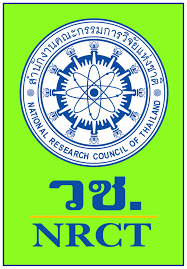 สำนักงานคณะกรรมการวิจัยแห่งชาติ
NATIONAL RESEARCH COUNCIL OF THAILAND
วช.
NRCT